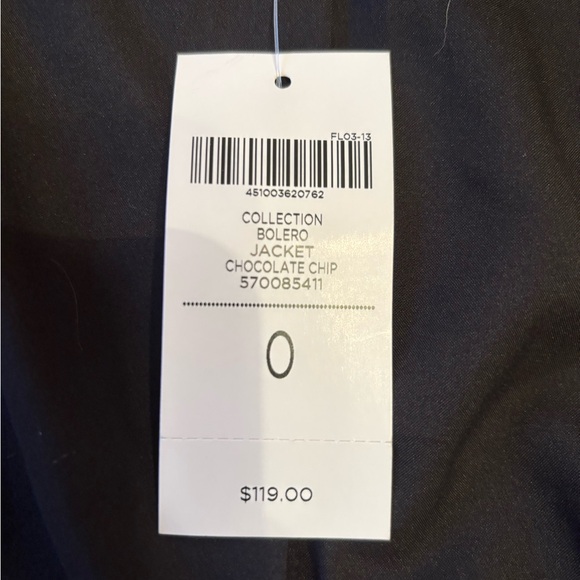 FL03-13
451003620762
COLLECTION
BOLERO
JACKET
CHOCOLATE CHIP
570085411
0
$119.00